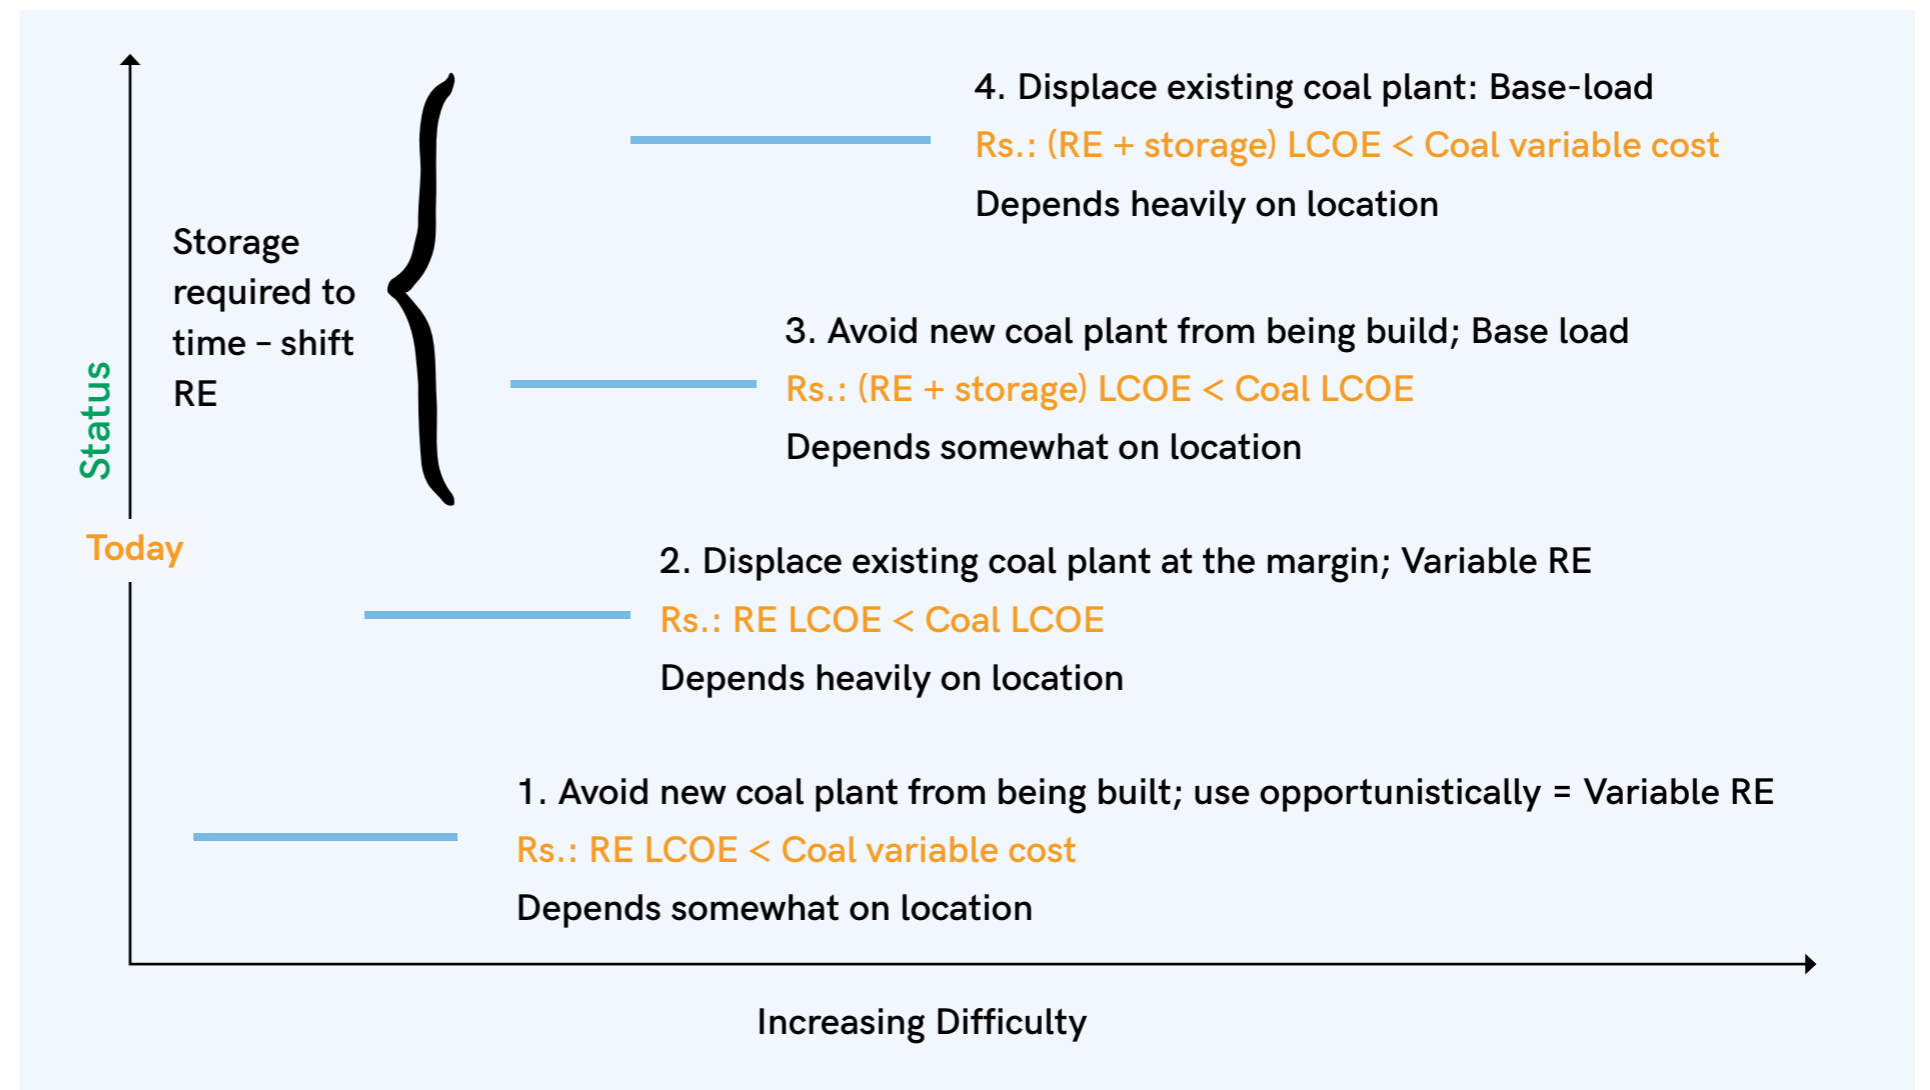 4. Displace existing coal plant: Base-load
Rs.: (RE + storage) LCOE < Coal variable cost
Depends heavily on location
Storage
required to
time – shift
RE
3. Avoid new coal plant from being build; Base load
Rs.: (RE + storage) LCOE < Coal LCOE
Depends somewhat on location
Status
Today
2. Displace existing coal plant at the margin; Variable RE
Rs.: RE LCOE < Coal LCOE
Depends heavily on location
1. Avoid new coal plant from being built; use opportunistically = Variable RE
Rs.: RE LCOE < Coal variable cost
Depends somewhat on location
Increasing Difficulty